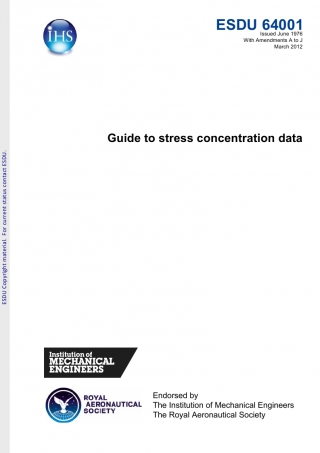 IHS
ESDU 64001
Issued June 1976
With Amendments A to J
March 2012
Guide to stress concentration data
ESDU Copyright material. For current status contact ESDU.
Institution of
MECHANICAL
ENGINEERS
ROYAL
AERONAUTICAL
SOCIETY
Endorsed by
The Institution of Mechanical Engineers
The Royal Aeronautical Society